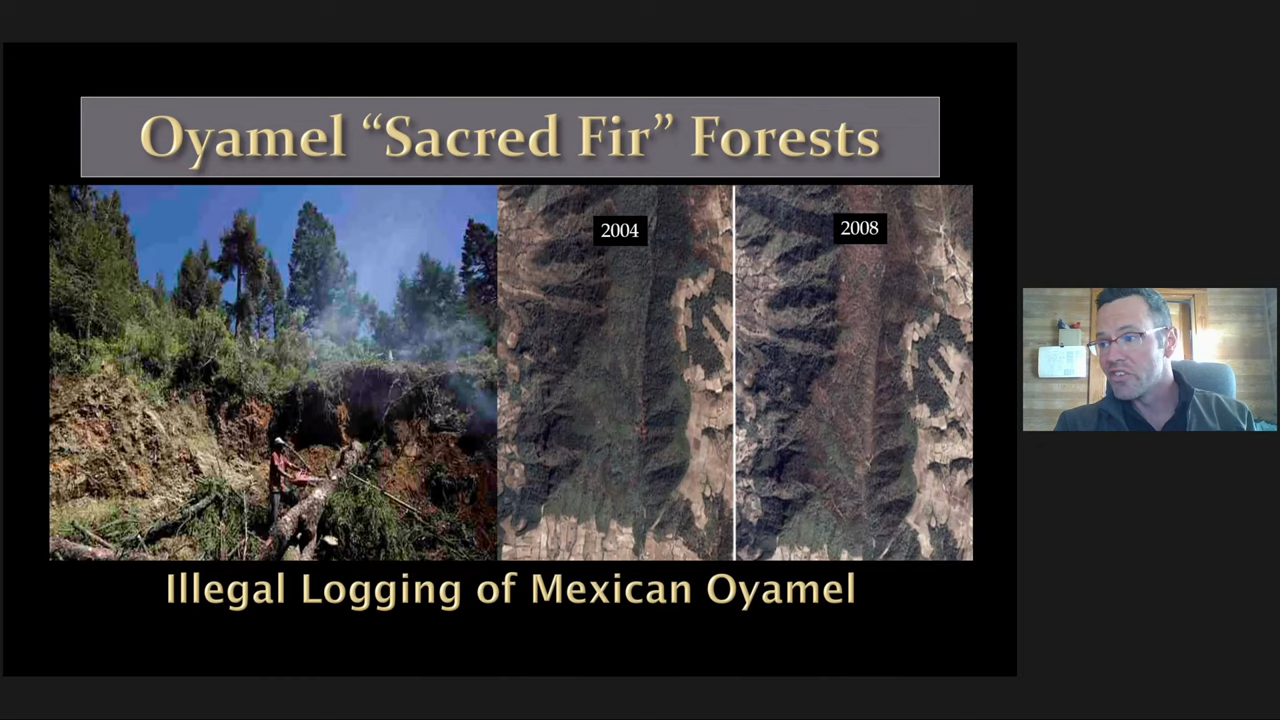 Oyamel “Sacred Fir” Forests
2004
2008
Illegal Logging of Mexican Oyamel